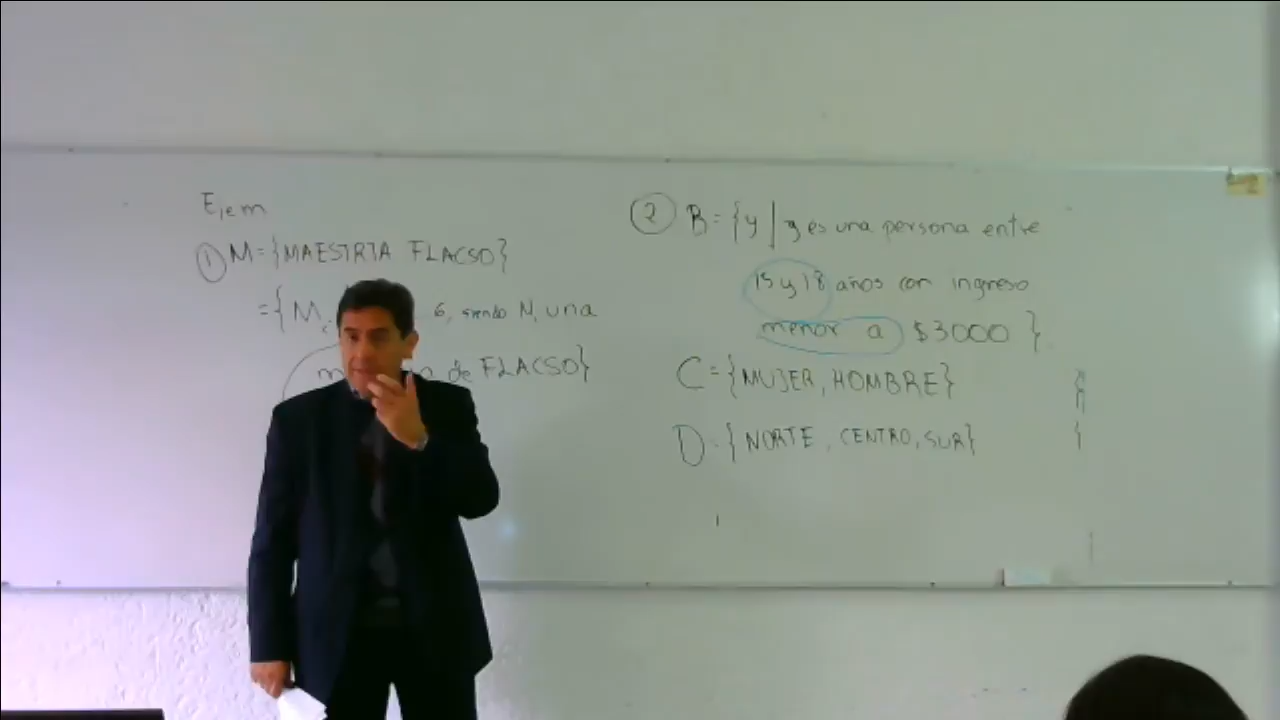 Ejem
① M={MAESTRIA FLACSO}
={M, 6, siendo M, una
de FLACSO}
② B={y | y es una persona entre
15 y 18 años con ingreso
menor a $3000 }
C={MUJER, HOMBRE}
D={NORTE, CENTRO, SUR}